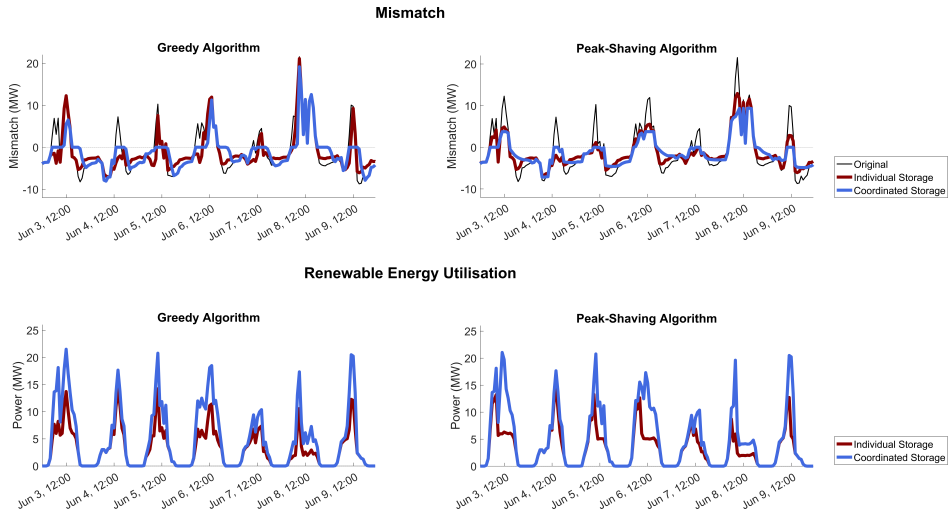 Mismatch
Greedy Algorithm
Mismatch (MW)
20
10
0
-10
Jun 3, 12:00
Jun 4, 12:00
Jun 5, 12:00
Jun 6, 12:00
Jun 7, 12:00
Jun 8, 12:00
Jun 9, 12:00
Peak-Shaving Algorithm
Mismatch (MW)
20
10
0
-10
Jun 3, 12:00
Jun 4, 12:00
Jun 5, 12:00
Jun 6, 12:00
Jun 7, 12:00
Jun 8, 12:00
Jun 9, 12:00
Original
Individual Storage
Coordinated Storage
Renewable Energy Utilisation
Greedy Algorithm
Power (MW)
25
20
15
10
5
0
Jun 3, 12:00
Jun 4, 12:00
Jun 5, 12:00
Jun 6, 12:00
Jun 7, 12:00
Jun 8, 12:00
Jun 9, 12:00
Peak-Shaving Algorithm
Power (MW)
25
20
15
10
5
0
Jun 3, 12:00
Jun 4, 12:00
Jun 5, 12:00
Jun 6, 12:00
Jun 7, 12:00
Jun 8, 12:00
Jun 9, 12:00
Individual Storage
Coordinated Storage